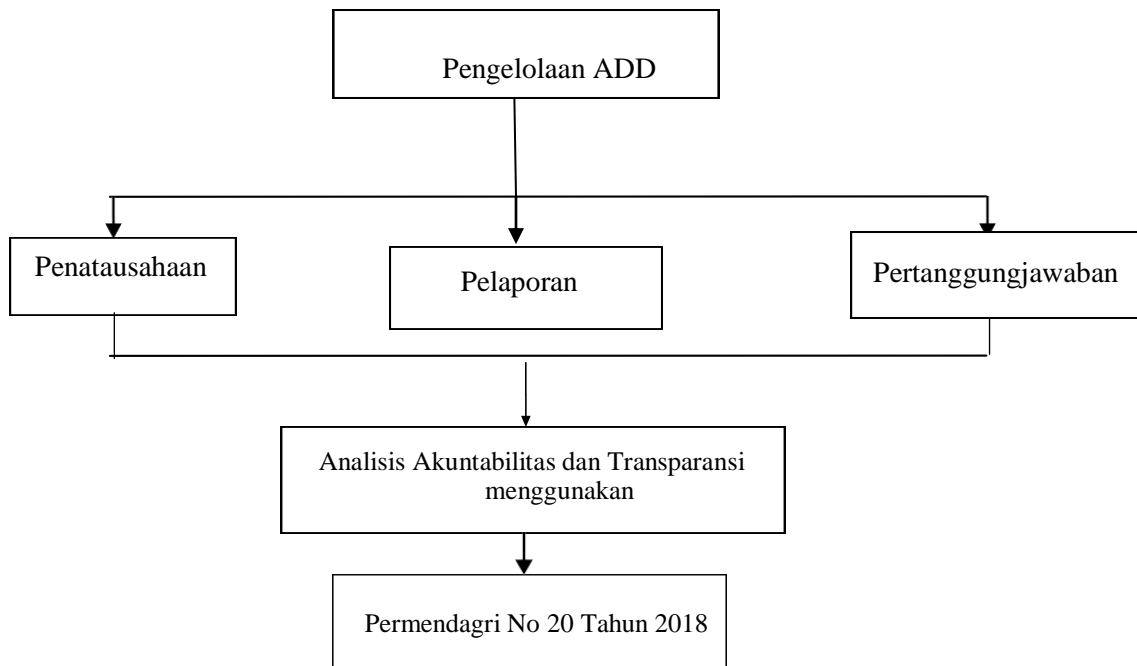 Pengelolaan ADD
Penatausahaan
Pelaporan
Pertanggungjawaban
Analisis Akuntabilitas dan Transparansi
menggunakan
Permendagri No 20 Tahun 2018